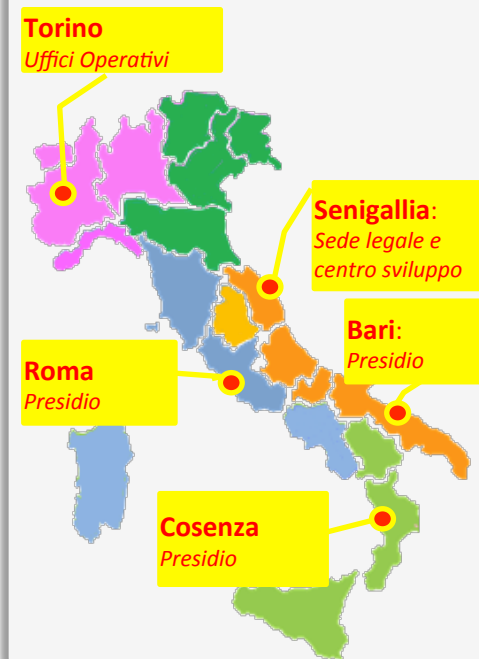 Torino
Uffici Operativi
Senigallia:
Sede legale e
centro sviluppo
Bari:
Presidio
Roma
Presidio
Cosenza
Presidio